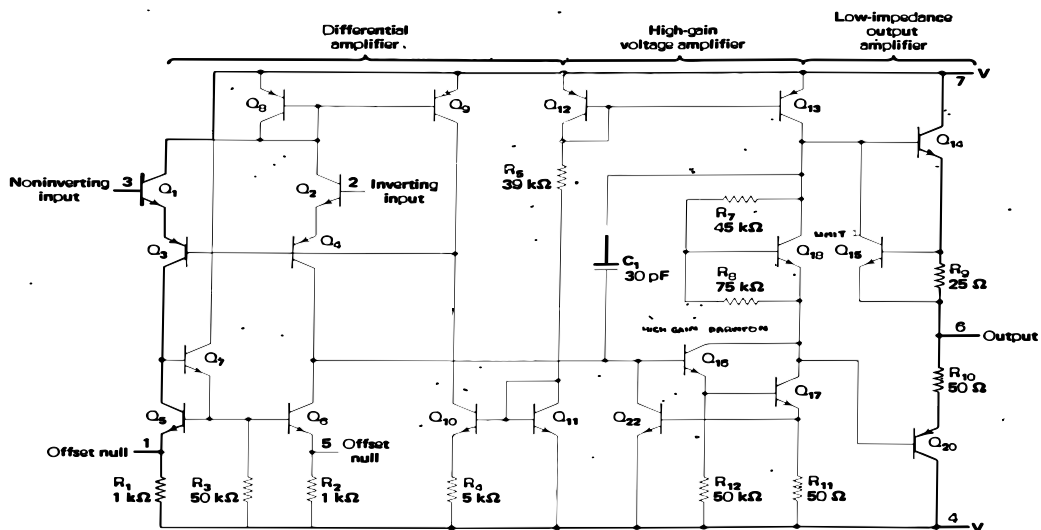 Differential
amplifier.
High-gain
voltage amplifier
Low-impedance
output
amplifier
7 V
Q8
Q9
Q12
Q13
Q14
3
Noninverting
input
Q1
Q2
2 Inverting
input
R5
39 kΩ
R7
45 kΩ
Q3
Q4
C1
30 pF
Q18
Q15
R9
25 Ω
R8
75 kΩ
6 Output
HIGH GAIN
Q7
Q16
R10
50 Ω
Q5
Q6
Q10
Q11
Q22
Q17
Q20
Offset null 1
5 Offset
null
R1
1 kΩ
R3
50 kΩ
R2
1 kΩ
R4
5 kΩ
R12
50 kΩ
R11
50 Ω
4 V